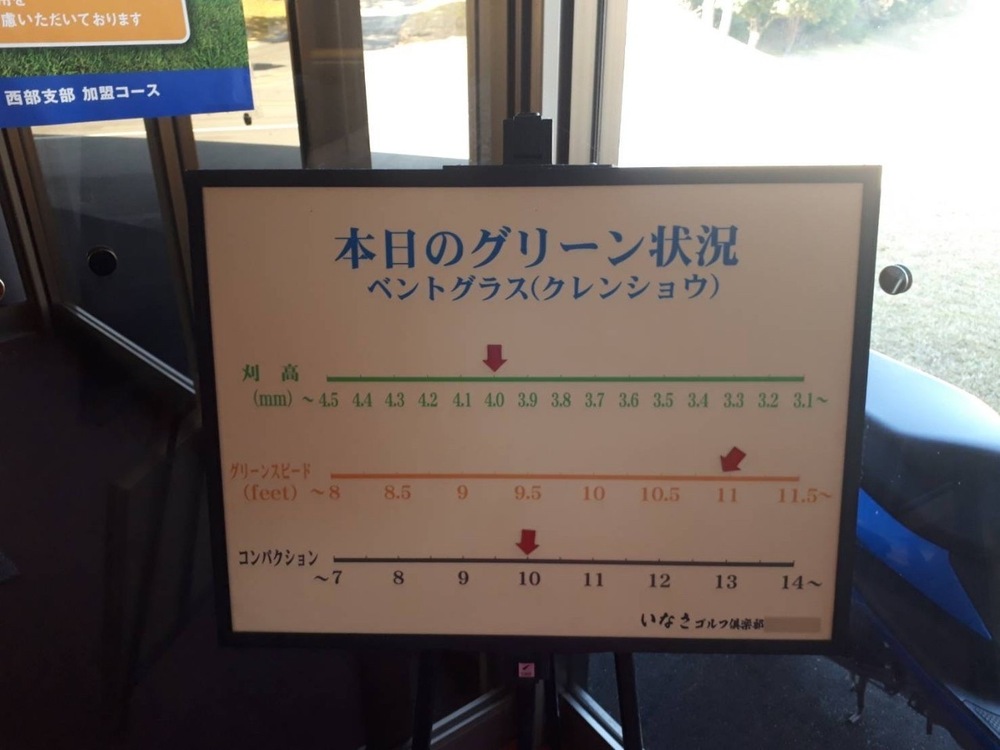 慮いただいております
西部支部 加盟コース
本日のグリーン状況
ベントグラス(クレンショウ)
刈 高
(mm) ～4.5 4.4 4.3 4.2 4.1 4.0 3.9 3.8 3.7 3.6 3.5 3.4 3.3 3.2 3.1～
グリーンスピード
(feet) ～8 8.5 9 9.5 10 10.5 11 11.5～
コンパクション
～7 8 9 10 11 12 13 14～
いなさゴルフ倶楽部